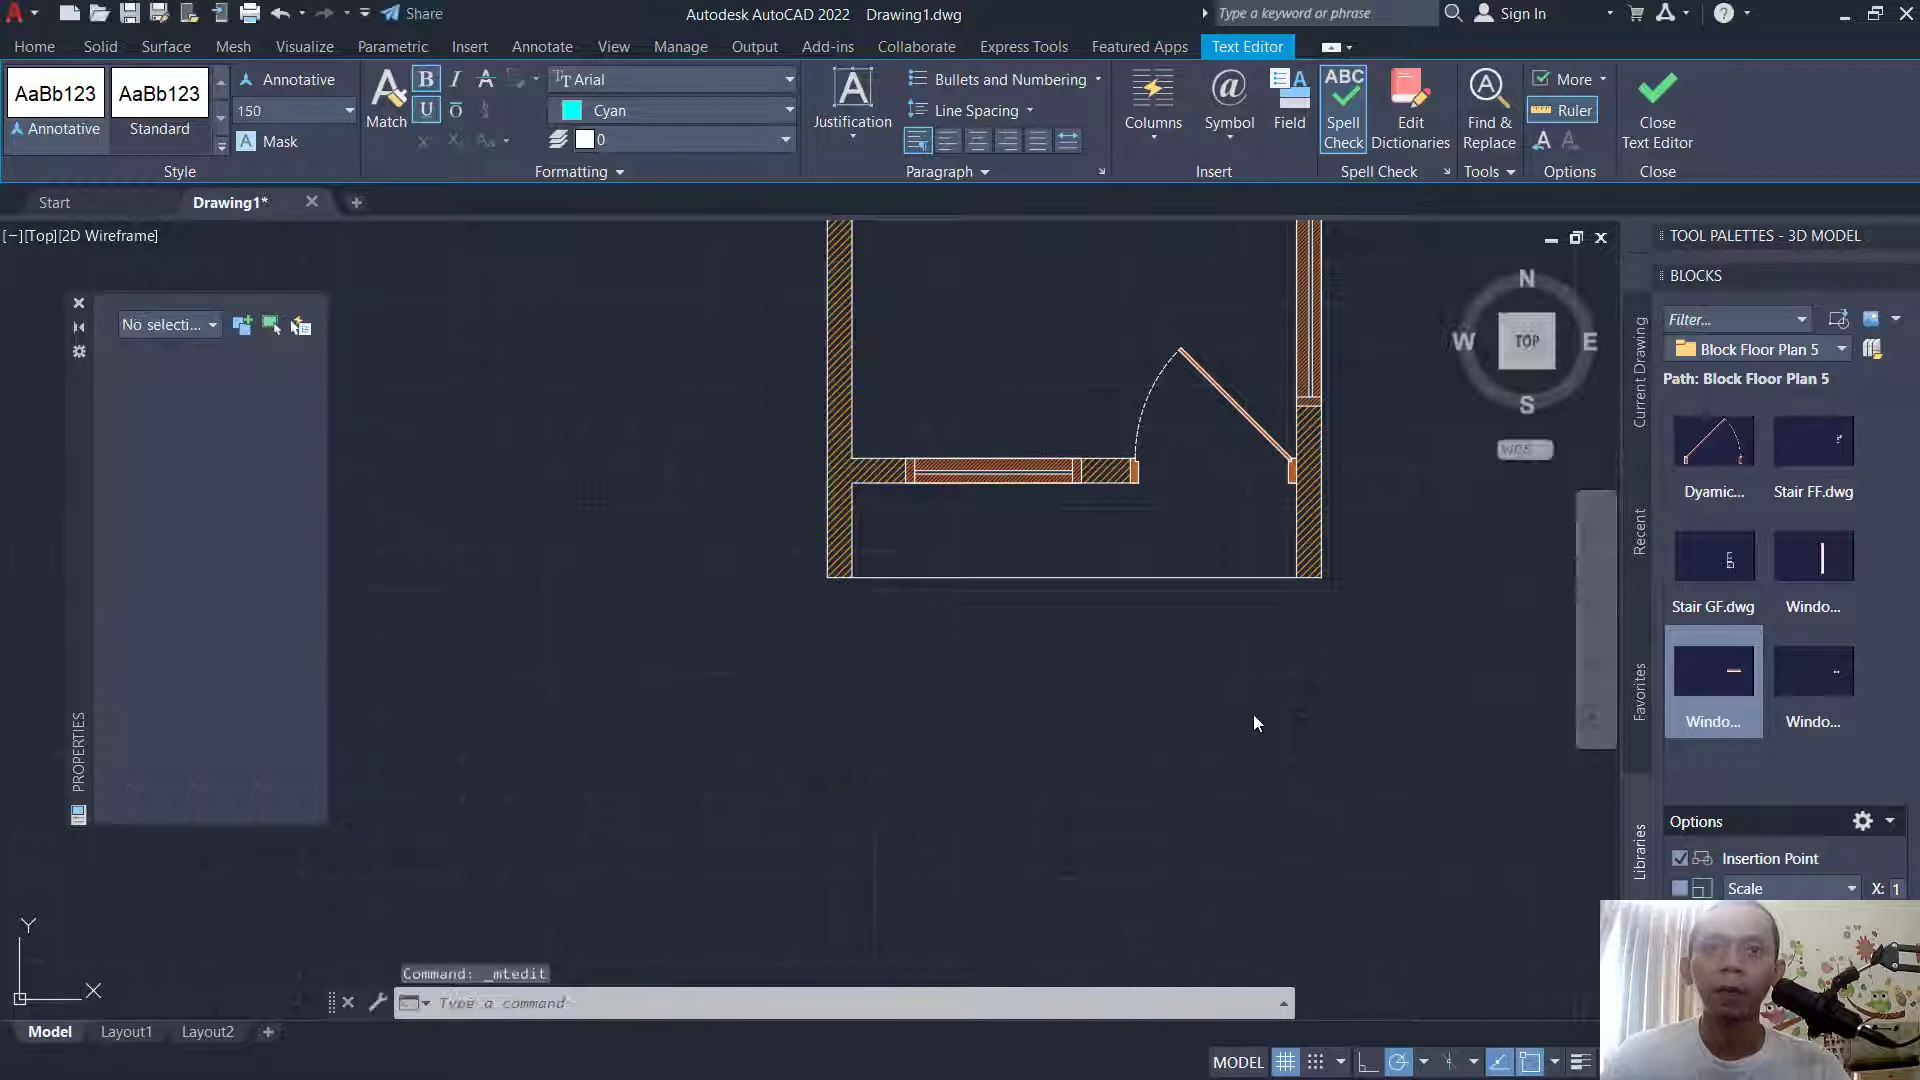 Share
Autodesk AutoCAD 2022 Drawing1.dwg
Type a keyword or phrase
Sign In
Home Solid Surface Mesh Visualize Parametric Insert Annotate View Manage Output Add-ins Collaborate Express Tools Featured Apps Text Editor
AaBb123
Annotative
AaBb123
Standard
Annotative
150
Mask
Style
Match
Arial
Cyan
0
Formatting
Justification
Bullets and Numbering
Line Spacing
Paragraph
Columns
Symbol
Field
Insert
ABC
Spell
Check
Edit
Dictionaries
Spell Check
Find &
Replace
Tools
More
Ruler
Options
Close
Text Editor
Close
Start
Drawing1*
[−][Top][2D Wireframe]
No selecti...
PROPERTIES
N
W
TOP
E
S
WCS
TOOL PALETTES - 3D MODEL
BLOCKS
Filter...
Block Floor Plan 5
Path: Block Floor Plan 5
Current Drawing
Recent
Favorites
Libraries
Dyamic...
Stair FF.dwg
Stair GF.dwg
Windo...
Windo...
Windo...
Options
Insertion Point
Scale
X: 1
Y
X
Command: _mtedit
Type a command
Model
Layout1
Layout2
MODEL